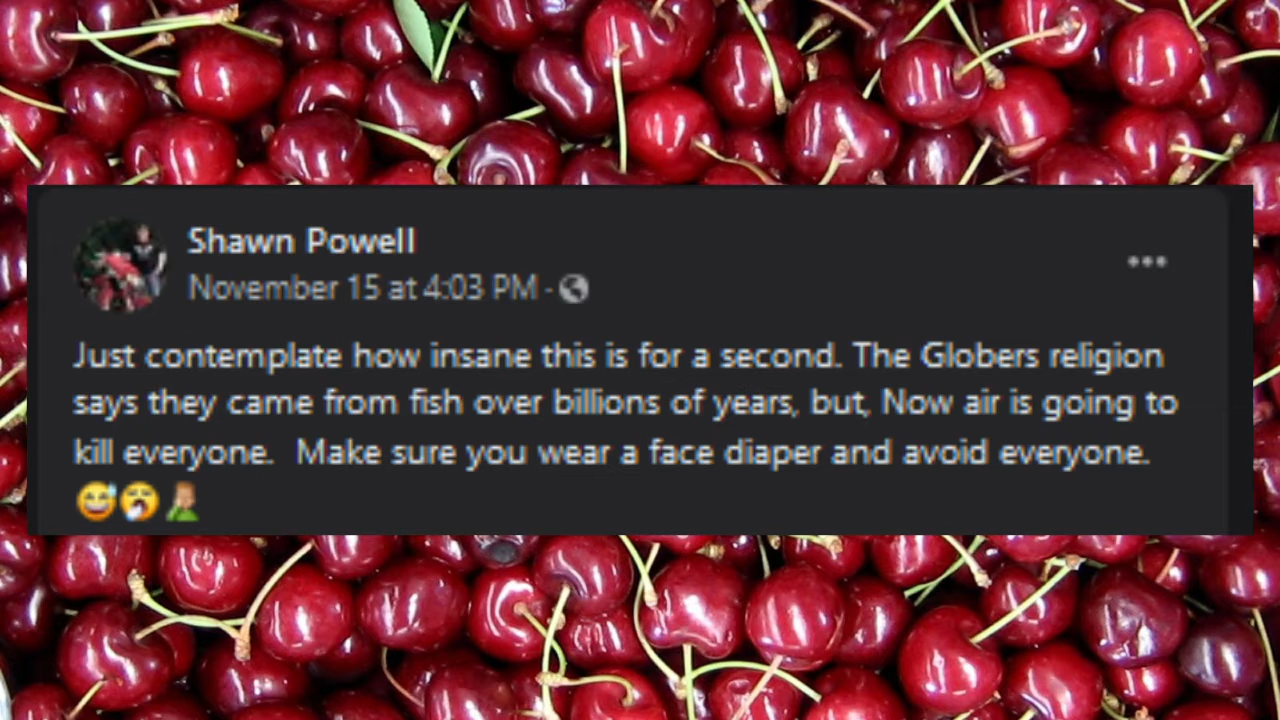 Shawn Powell
November 15 at 4:03 PM ·
Just contemplate how insane this is for a second. The Globers religion
says they came from fish over billions of years, but, Now air is going to
kill everyone.  Make sure you wear a face diaper and avoid everyone.
😅🤧🤦🏼‍♂️